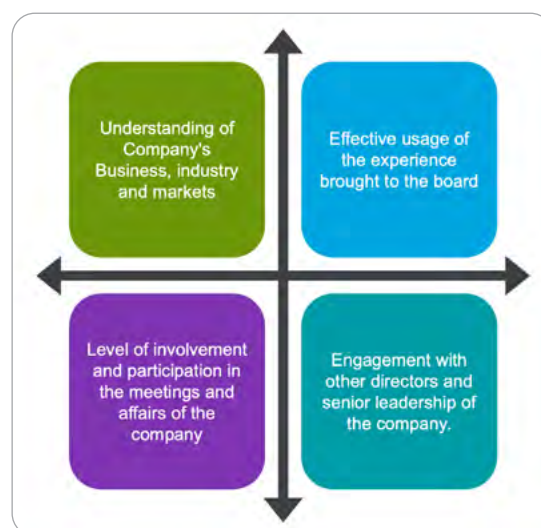 Understanding of
Company's
Business, industry
and markets
Effective usage of
the experience
brought to the board
Level of involvement
and participation in
the meetings and
affairs of the
company
Engagement with
other directors and
senior leadership of
the company.